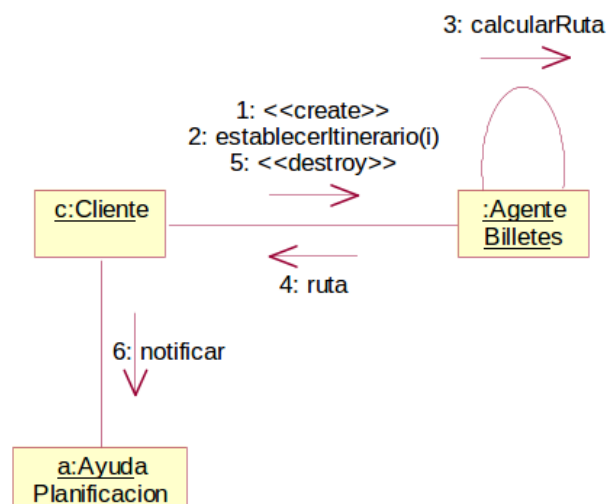 3: calcularRuta
1: <<create>>
2: establecerItinerario(i)
5: <<destroy>>
c:Cliente
:Agente
Billetes
4: ruta
6: notificar
a:Ayuda
Planificacion